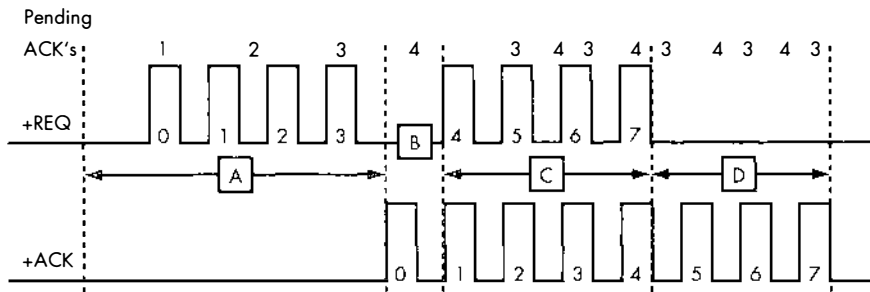 Pending
ACK's 1 2 3 4 3 4 3 4 3 4 3 4 3
+REQ 0 1 2 3 B 4 5 6 7
A C D
+ACK 0 1 2 3 4 5 6 7